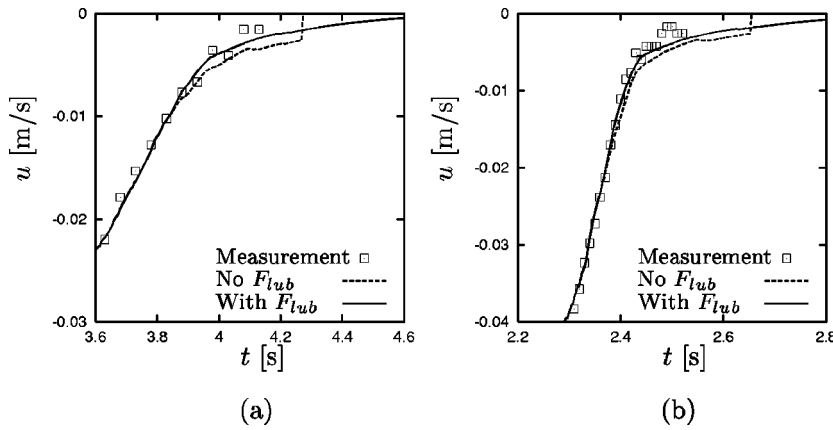 0
-0.01
-0.02
-0.03
u [m/s]
Measurement
No F_lub
With F_lub
3.6 3.8 4 4.2 4.4 4.6
t [s]
(a)
0
-0.01
-0.02
-0.03
-0.04
u [m/s]
Measurement
No F_lub
With F_lub
2 2.2 2.4 2.6 2.8
t [s]
(b)